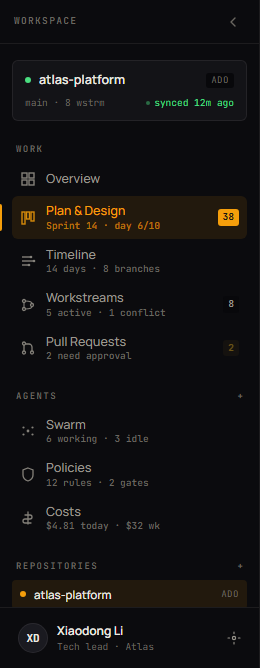 WORKSPACE
atlas-platform ADO
main · 8 wstrm synced 12m ago
WORK
Overview
Plan & Design 38
Sprint 14 · day 6/10
Timeline
14 days · 8 branches
Workstreams 8
5 active · 1 conflict
Pull Requests 2
2 need approval
AGENTS +
Swarm
6 working · 3 idle
Policies
12 rules · 2 gates
Costs
$4.81 today · $32 wk
REPOSITORIES +
atlas-platform ADO
XD Xiaodong Li
Tech lead · Atlas